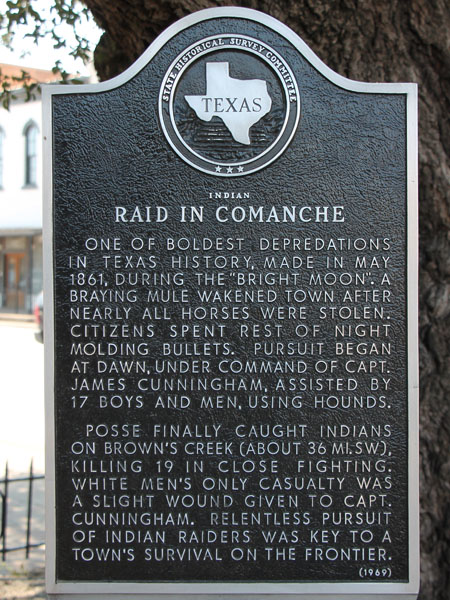 STATE HISTORICAL SURVEY COMMITTEE
TEXAS
INDIAN
RAID IN COMANCHE
ONE OF BOLDEST DEPREDATIONS
IN TEXAS HISTORY, MADE IN MAY
1861, DURING THE "BRIGHT MOON". A
BRAYING MULE WAKENED TOWN AFTER
NEARLY ALL HORSES WERE STOLEN.
CITIZENS SPENT REST OF NIGHT
MOLDING BULLETS. PURSUIT BEGAN
AT DAWN, UNDER COMMAND OF CAPT.
JAMES CUNNINGHAM, ASSISTED BY
17 BOYS AND MEN, USING HOUNDS.
POSSE FINALLY CAUGHT INDIANS
ON BROWN'S CREEK (ABOUT 36 MI. SW),
KILLING 19 IN CLOSE FIGHTING.
WHITE MEN'S ONLY CASUALTY WAS
A SLIGHT WOUND GIVEN TO CAPT.
CUNNINGHAM. RELENTLESS PURSUIT
OF INDIAN RAIDERS WAS KEY TO A
TOWN'S SURVIVAL ON THE FRONTIER.
(1969)